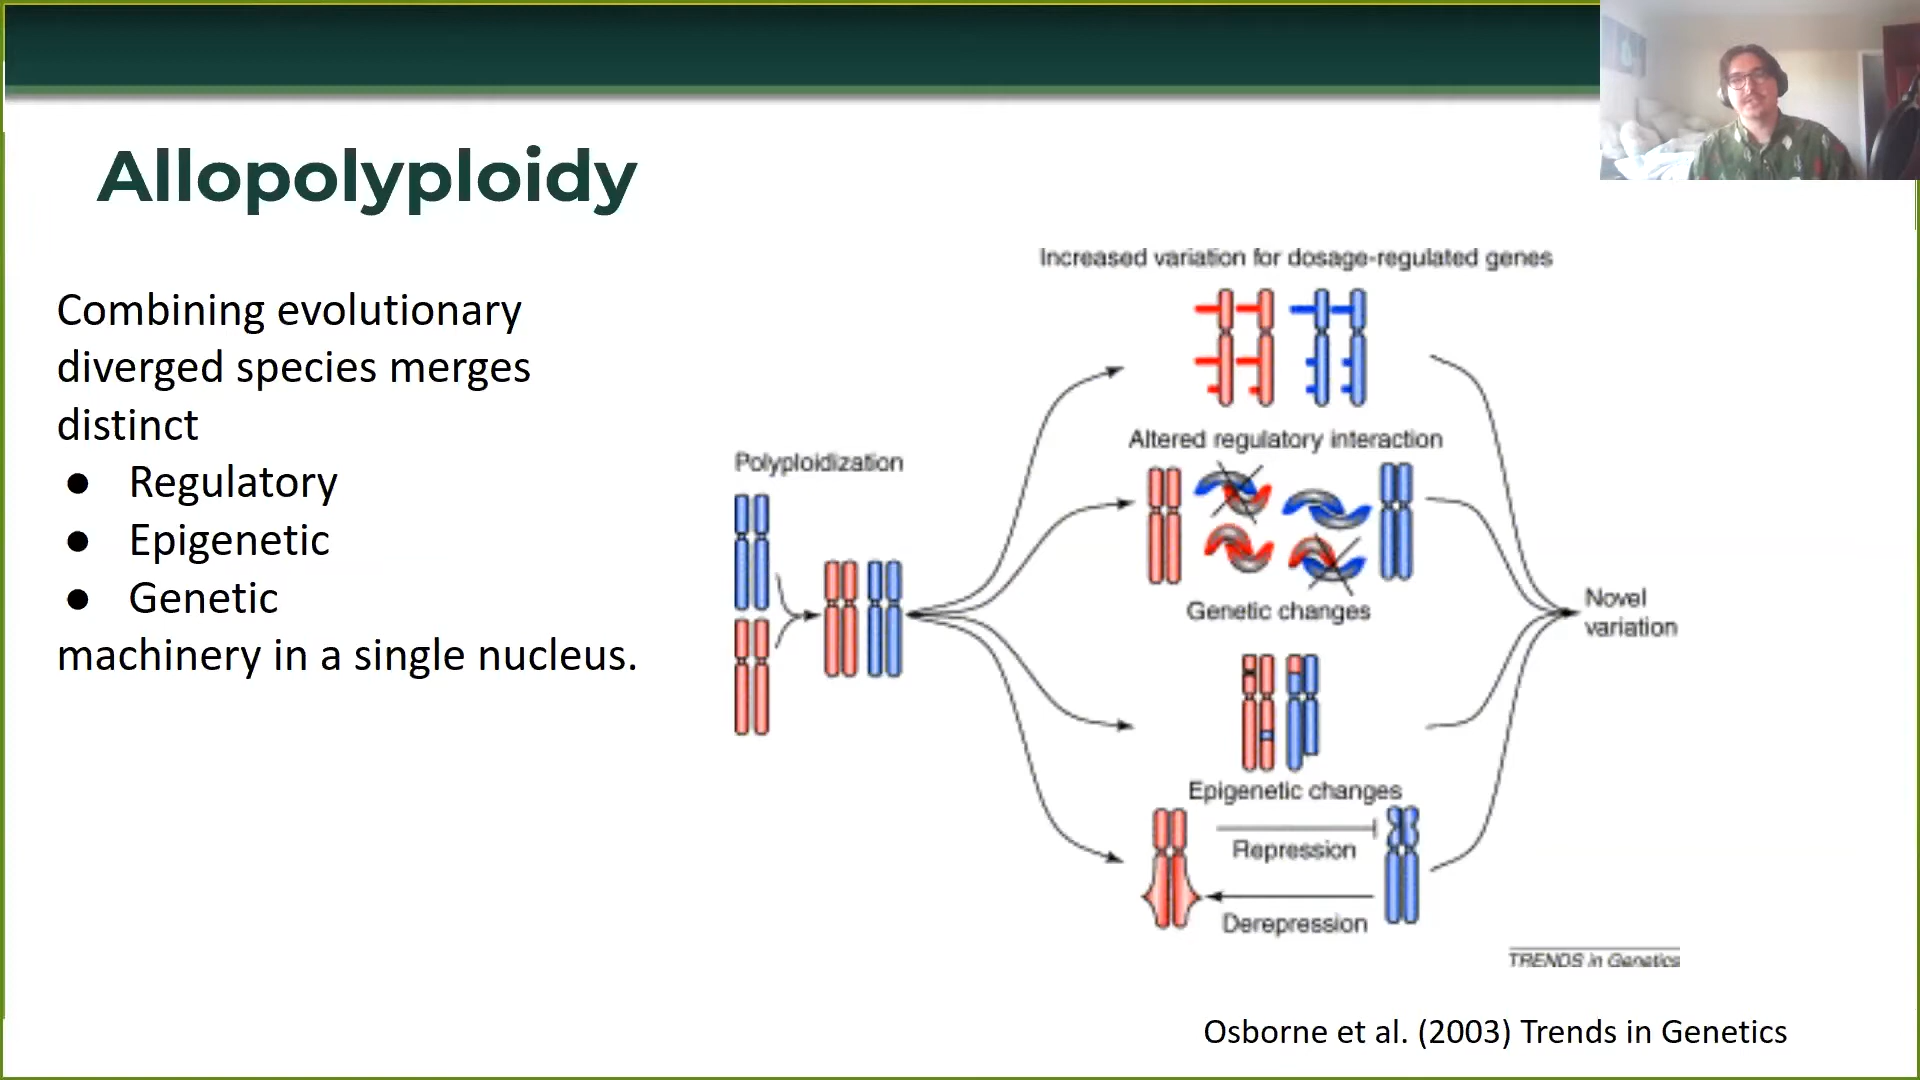 Allopolyploidy
Combining evolutionary
diverged species merges
distinct
● Regulatory
● Epigenetic
● Genetic
machinery in a single nucleus.
Polyploidization
Increased variation for dosage-regulated genes
Altered regulatory interaction
Genetic changes
Epigenetic changes
Repression
Derepression
Novel
variation
TRENDS in Genetics
Osborne et al. (2003) Trends in Genetics